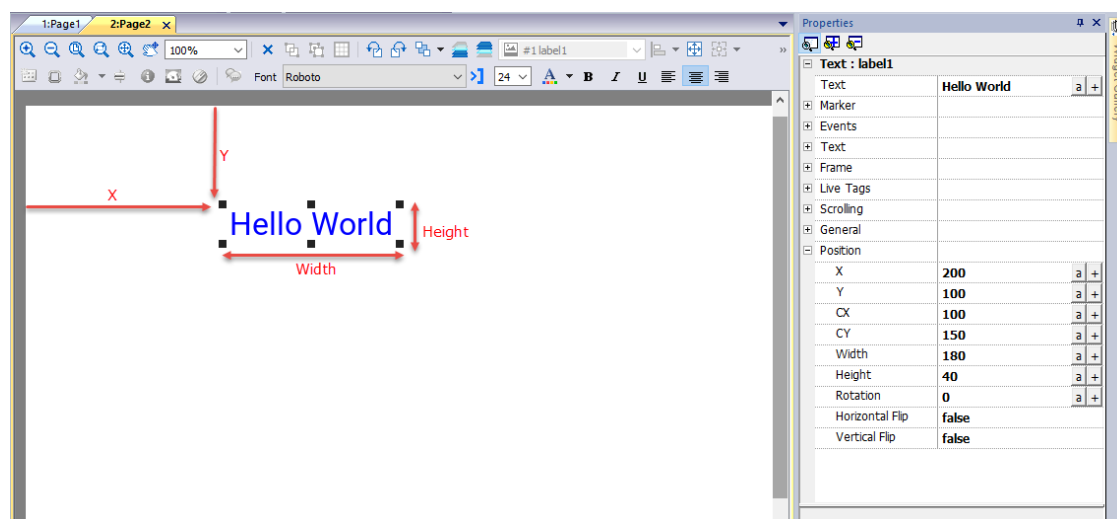 1:Page1 2:Page2
100% #1 label1
Font Roboto 24 A B I U
Y
X
Hello World
Height
Width
Properties
Text : label1
Text Hello World a +
Marker
Events
Text
Frame
Live Tags
Scrolling
General
Position
X 200 a +
Y 100 a +
CX 100 a +
CY 150 a +
Width 180 a +
Height 40 a +
Rotation 0 a +
Horizontal Flip false
Vertical Flip false